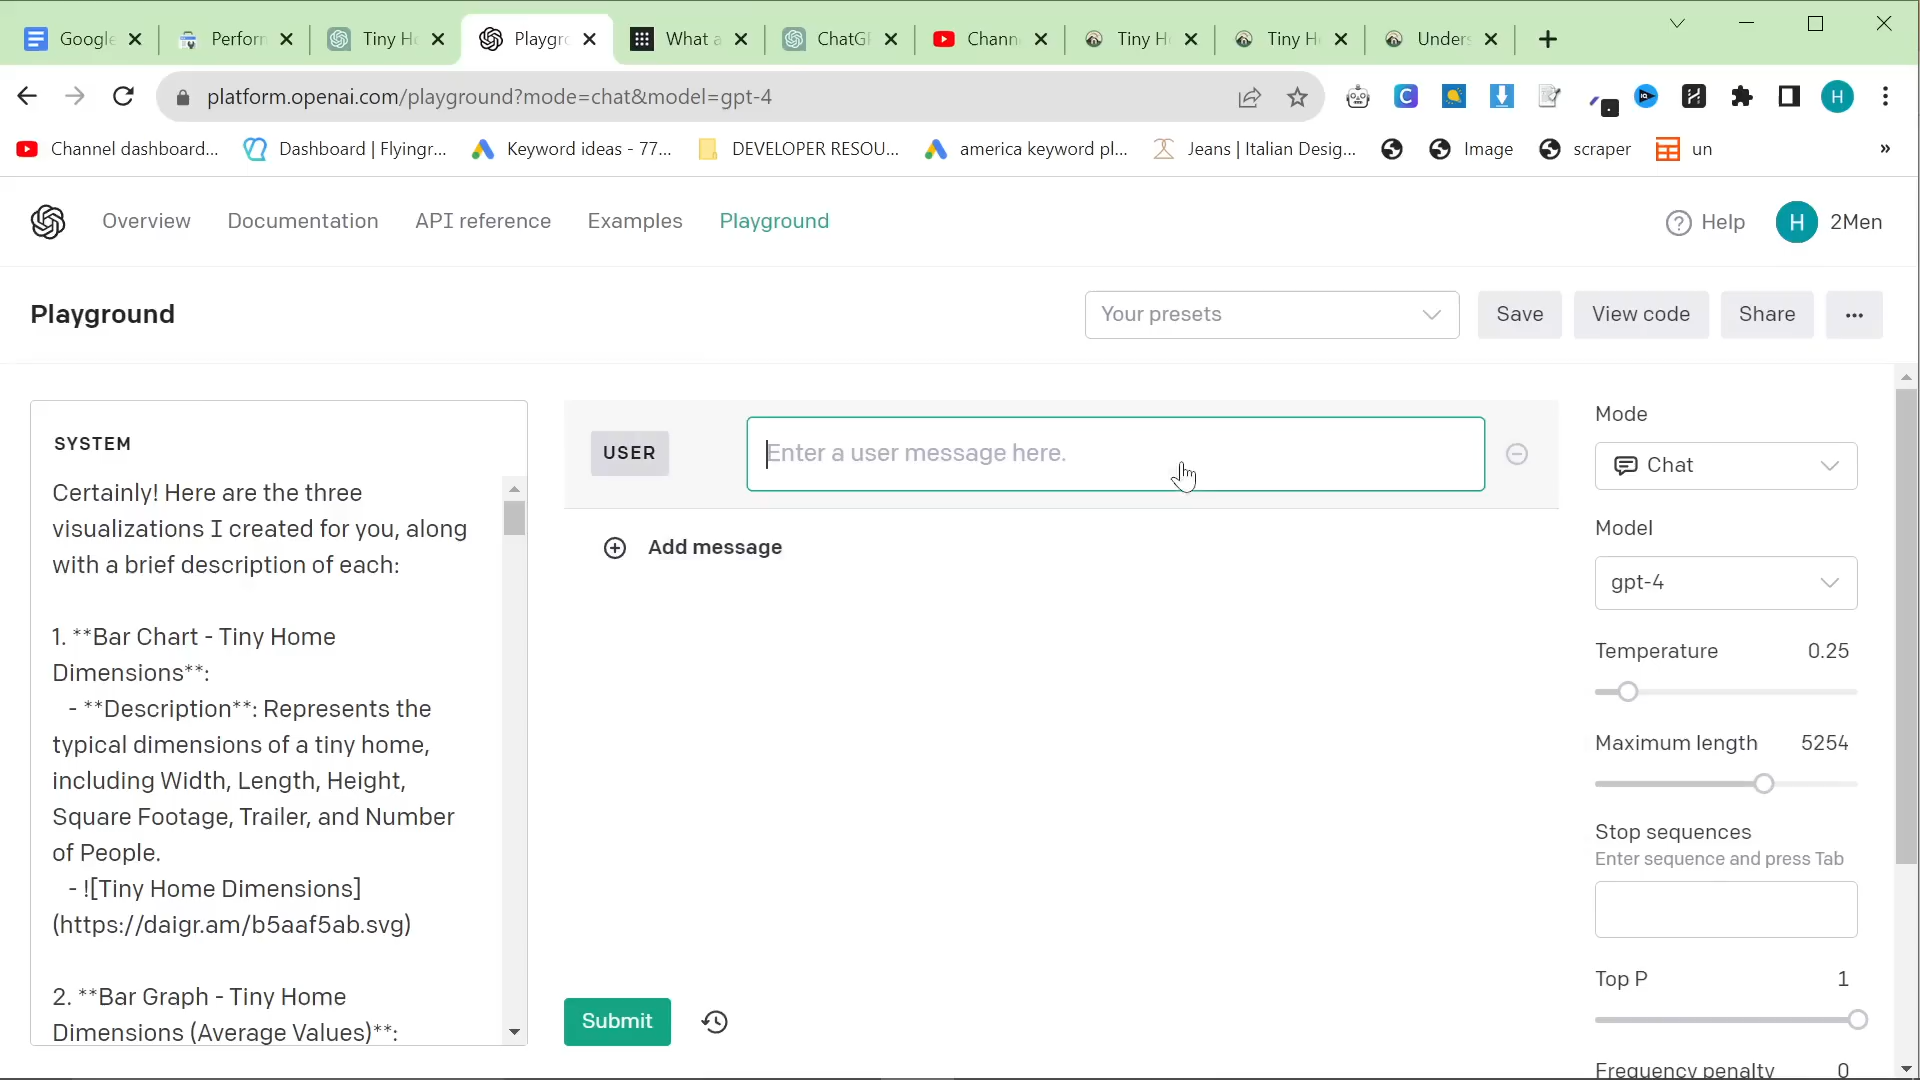 Google
Perforn
Tiny H
Playgro
What a
ChatG
Chann
Tiny H
Tiny H
Unders
platform.openai.com/playground?mode=chat&model=gpt-4
H
Channel dashboard...
Dashboard | Flyingr...
Keyword ideas - 77...
DEVELOPER RESOU...
america keyword pl...
Jeans | Italian Desig...
Image
scraper
un
»
Overview
Documentation
API reference
Examples
Playground
Help
H
2Men
Playground
Your presets
Save
View code
Share
...
SYSTEM
Certainly! Here are the three
visualizations I created for you, along
with a brief description of each:
1. **Bar Chart - Tiny Home
Dimensions**:
- **Description**: Represents the
typical dimensions of a tiny home,
including Width, Length, Height,
Square Footage, Trailer, and Number
of People.
- ![Tiny Home Dimensions]
(https://daigr.am/b5aaf5ab.svg)
2. **Bar Graph - Tiny Home
Dimensions (Average Values)**:
USER
Enter a user message here.
Add message
Submit
Mode
Chat
Model
gpt-4
Temperature 0.25
Maximum length 5254
Stop sequences
Enter sequence and press Tab
Top P 1
Frequency penalty 0